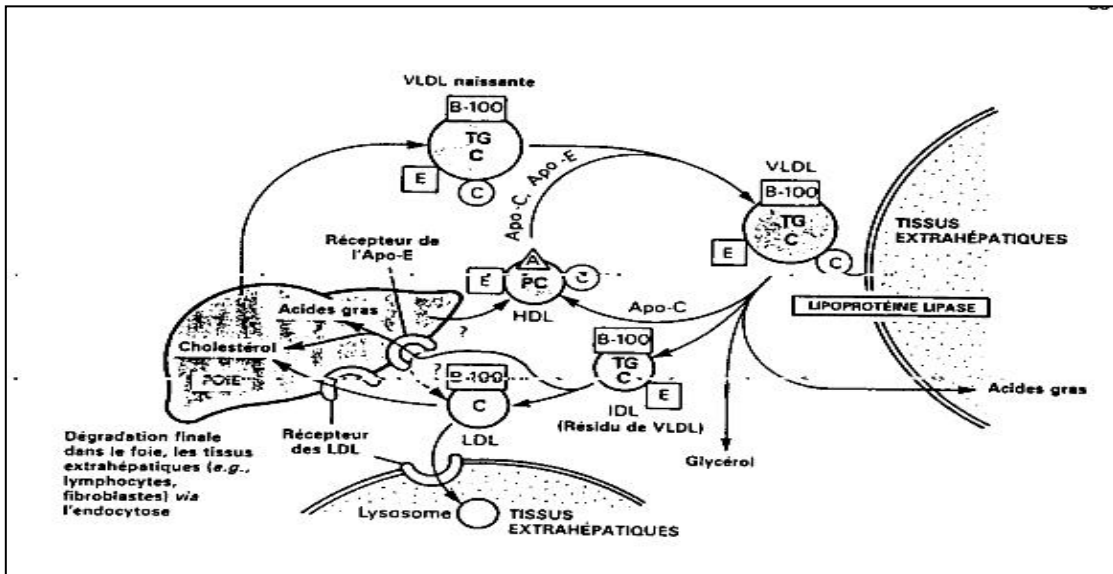 VLDL naissante
B-100
TG
C
E
C
Apo-C, Apo-E
VLDL
B-100
TG
C
E
C
TISSUS
EXTRAHÉPATIQUES
LIPOPROTÉINE LIPASE
Récepteur de
l'Apo-E
A
E
PC
C
HDL
Apo-C
Acides gras
?
Cholestérol
FOIE
B-100
TG
C
E
IDL
(Résidu de VLDL)
Acides gras
?
B-100
C
LDL
Glycérol
Récepteur
des LDL
Dégradation finale
dans le foie, les tissus
extrahépatiques (e.g.,
lymphocytes,
fibroblastes) via
l'endocytose
Lysosome
TISSUS
EXTRAHÉPATIQUES